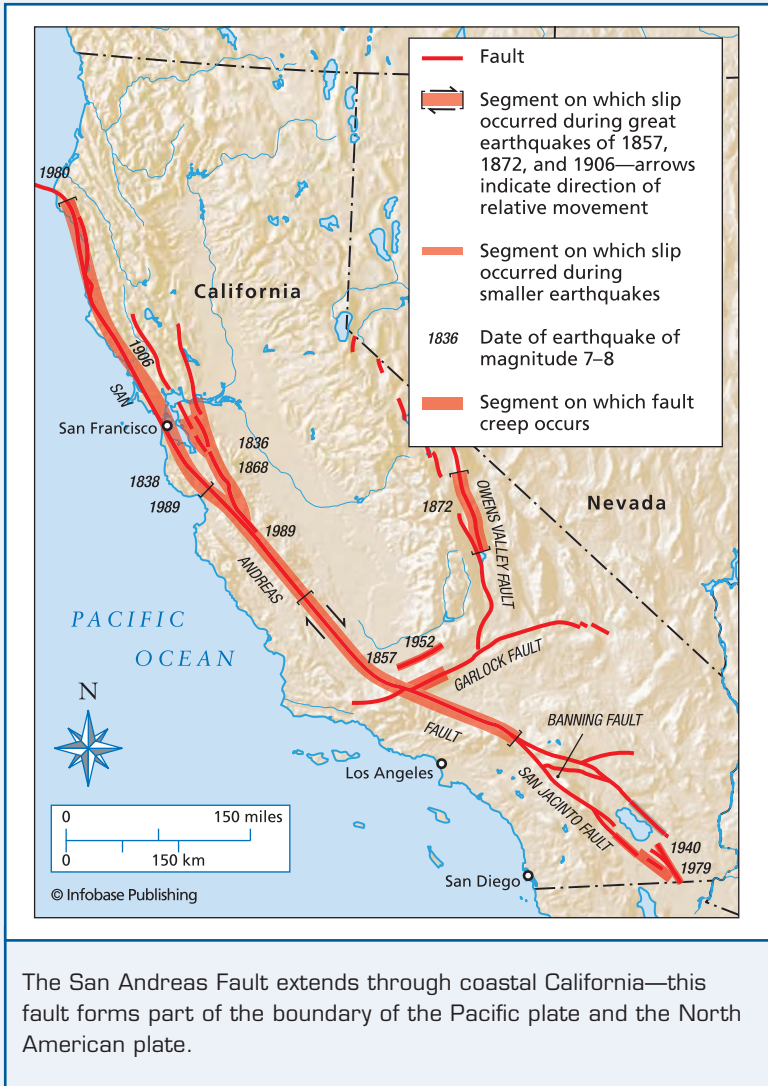 Fault
Segment on which slip
occurred during great
earthquakes of 1857,
1872, and 1906—arrows
indicate direction of
relative movement
Segment on which slip
occurred during
smaller earthquakes
1836
Date of earthquake of
magnitude 7–8
Segment on which fault
creep occurs
1980
California
1906
SAN
San Francisco
1836
1868
1838
1989
1989
1872
OWENS VALLEY FAULT
Nevada
ANDREAS
PACIFIC
OCEAN
1952
1857
GARLOCK FAULT
N
FAULT
BANNING FAULT
Los Angeles
SAN JACINTO FAULT
0 150 miles
0 150 km
1940
1979
San Diego
© Infobase Publishing
The San Andreas Fault extends through coastal California—this
fault forms part of the boundary of the Pacific plate and the North
American plate.